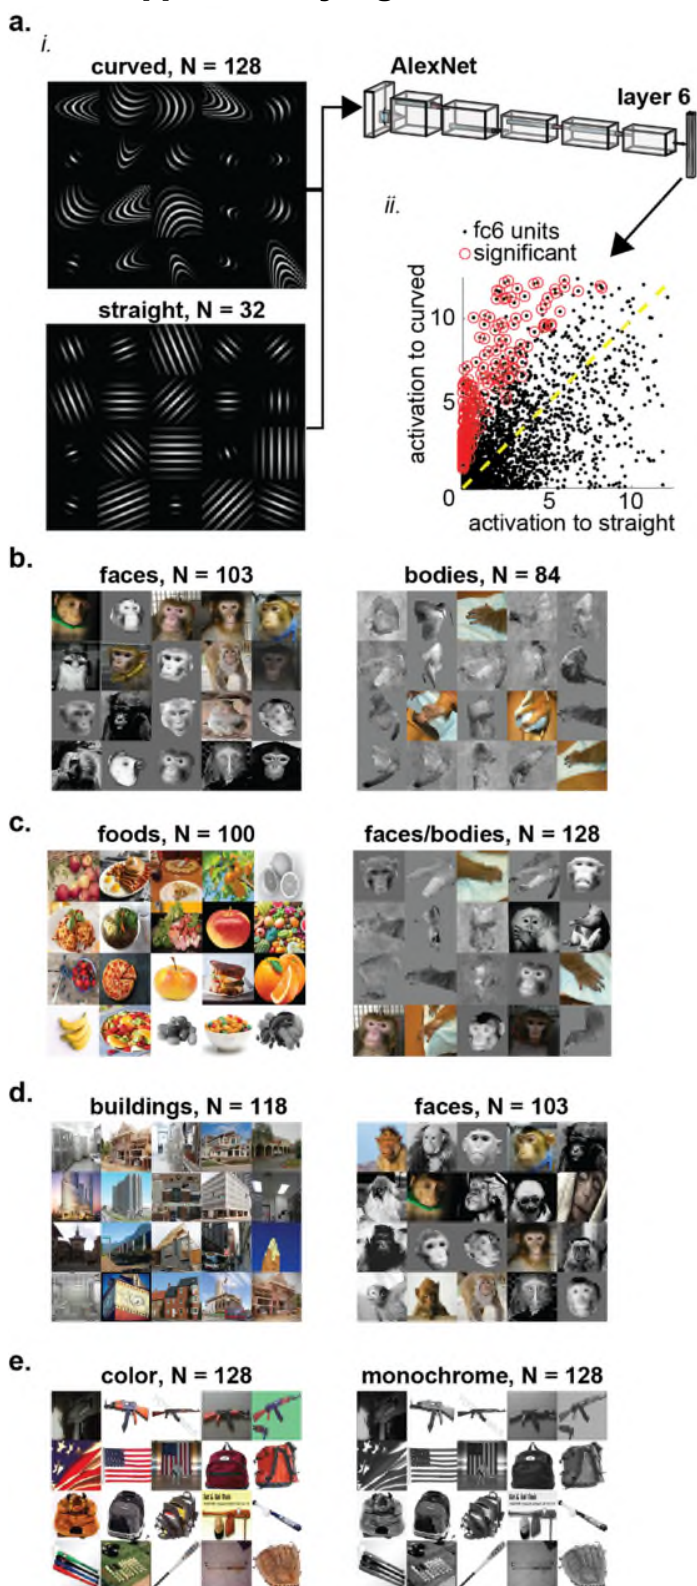 a.
i.
curved, N = 128
AlexNet
layer 6
straight, N = 32
ii.
fc6 units
significant
activation to curved
10
5
0
5
10
activation to straight
b.
faces, N = 103
bodies, N = 84
c.
foods, N = 100
faces/bodies, N = 128
d.
buildings, N = 118
faces, N = 103
e.
color, N = 128
monochrome, N = 128